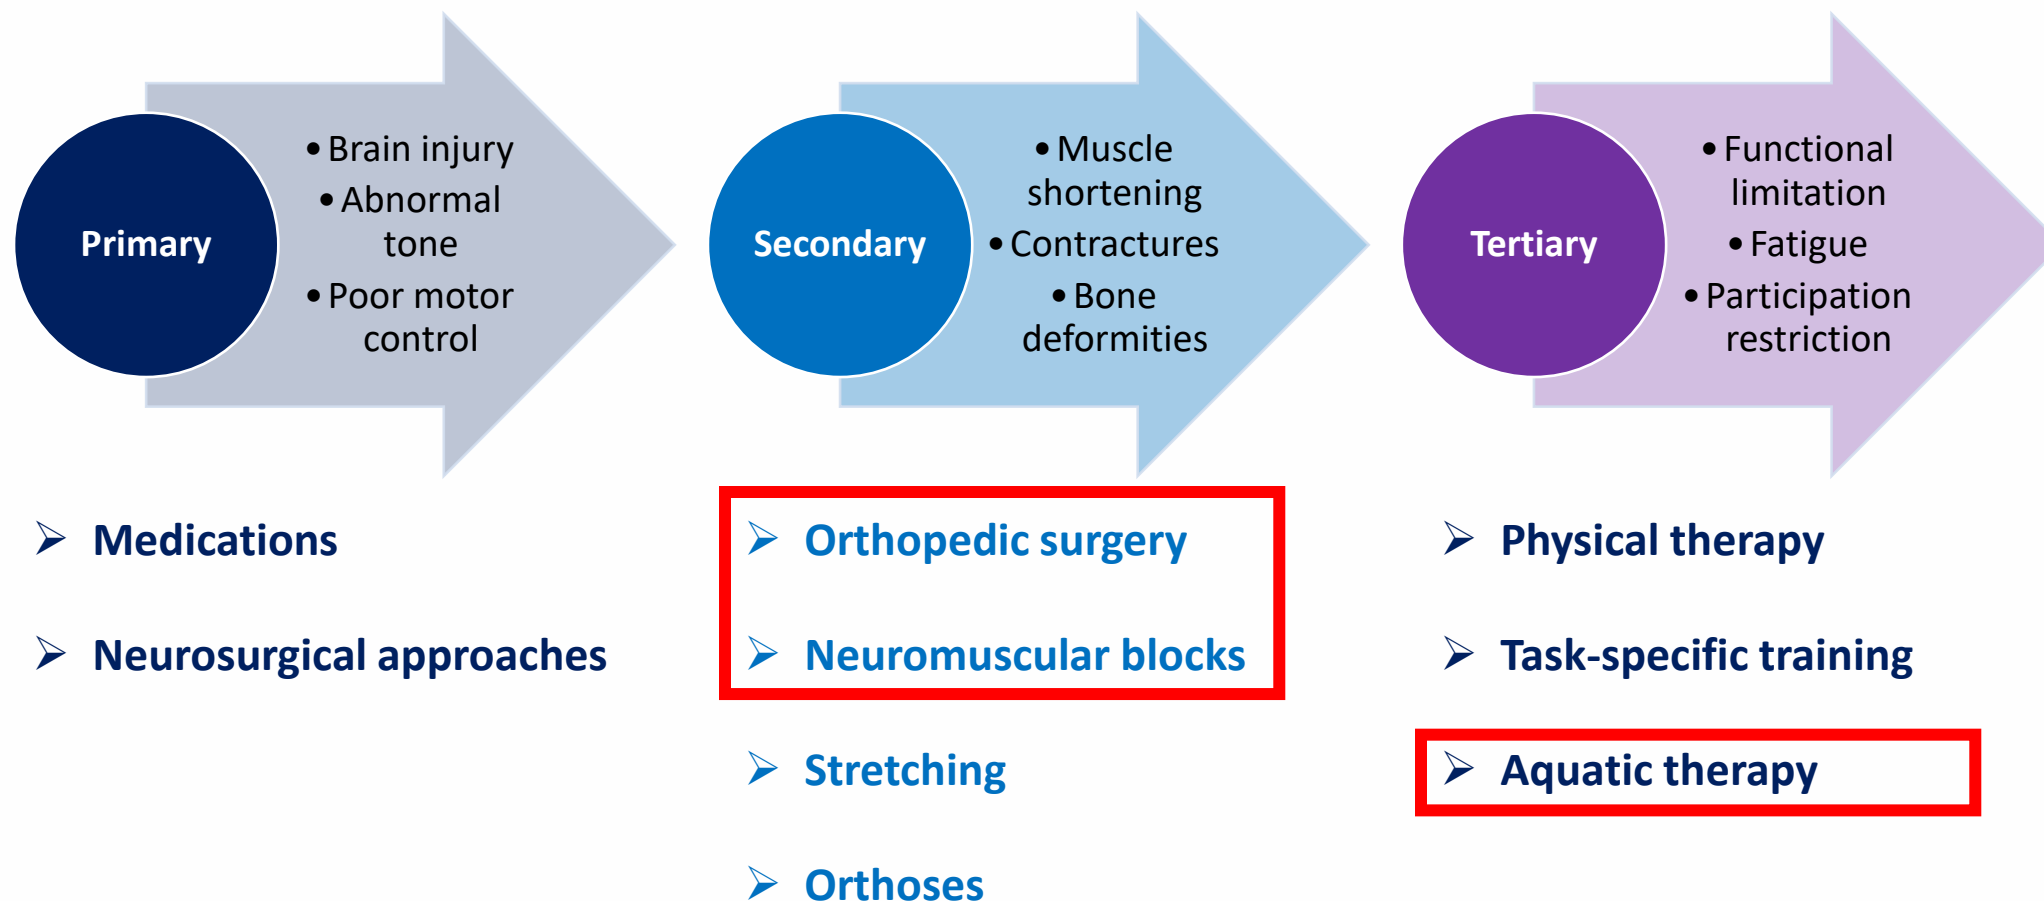 Primary
•Brain injury
•Abnormal
tone
•Poor motor
control
Secondary
•Muscle
shortening
•Contractures
•Bone
deformities
Tertiary
•Functional
limitation
•Fatigue
•Participation
restriction
➢ Medications
➢ Neurosurgical approaches
➢ Orthopedic surgery
➢ Neuromuscular blocks
➢ Stretching
➢ Orthoses
➢ Physical therapy
➢ Task-specific training
➢ Aquatic therapy